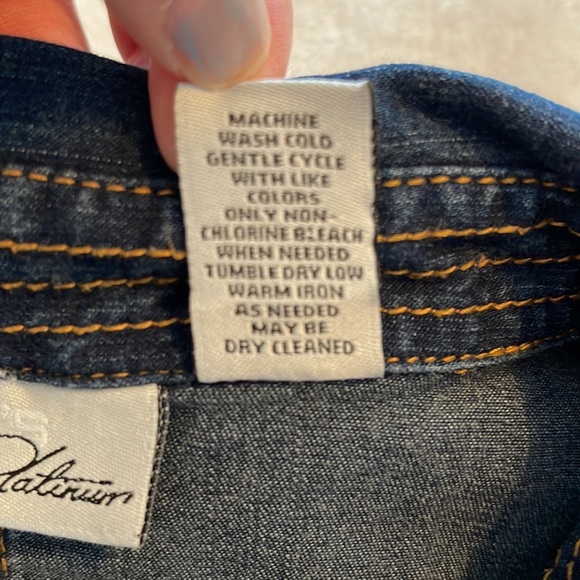 MACHINE
WASH COLD
GENTLE CYCLE
WITH LIKE
COLORS
ONLY NON-
CHLORINE BLEACH
WHEN NEEDED
TUMBLE DRY LOW
WARM IRON
AS NEEDED
MAY BE
DRY CLEANED
Platinum